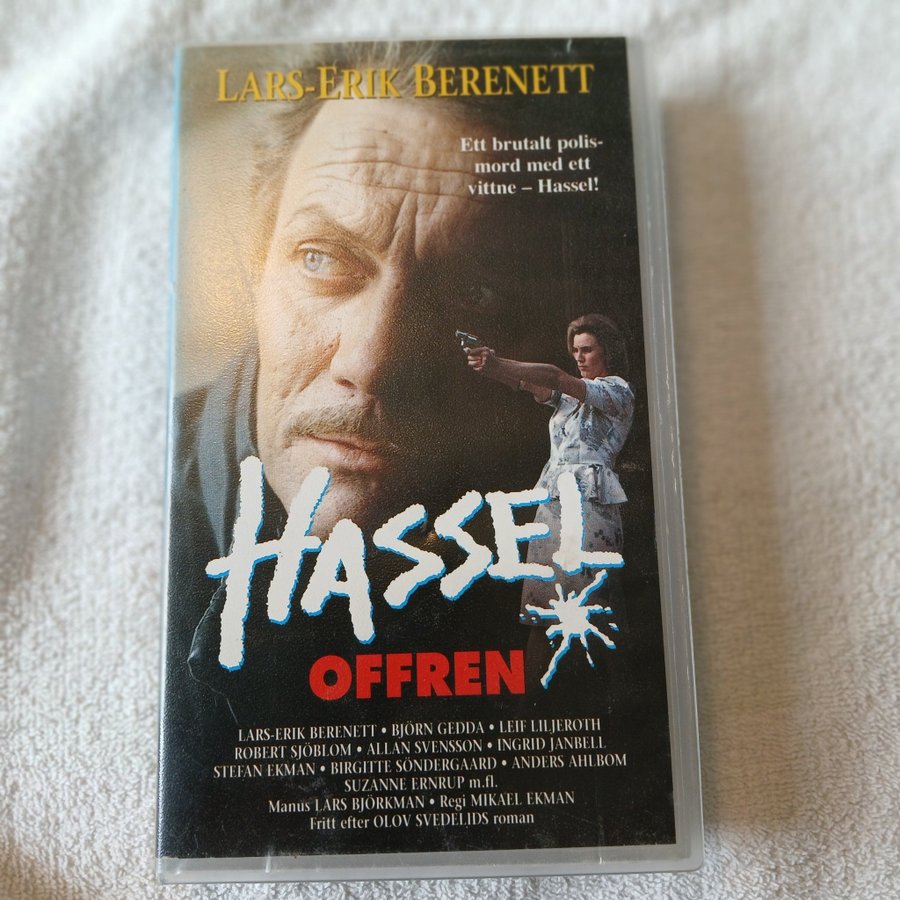 LARS-ERIK BERENETT
Ett brutalt polis-
mord med ett
vittne – Hassel!
HASSEL
OFFREN
LARS-ERIK BERENETT • BJÖRN GEDDA • LEIF LILJEROTH
ROBERT SJÖBLOM • ALLAN SVENSSON • INGRID JANBELL
STEFAN EKMAN • BIRGITTE SÖNDERGAARD • ANDERS AHLBOM
SUZANNE ERNRUP m.fl.
Manus LARS BJÖRKMAN • Regi MIKAEL EKMAN
Fritt efter OLOV SVEDELIDS roman